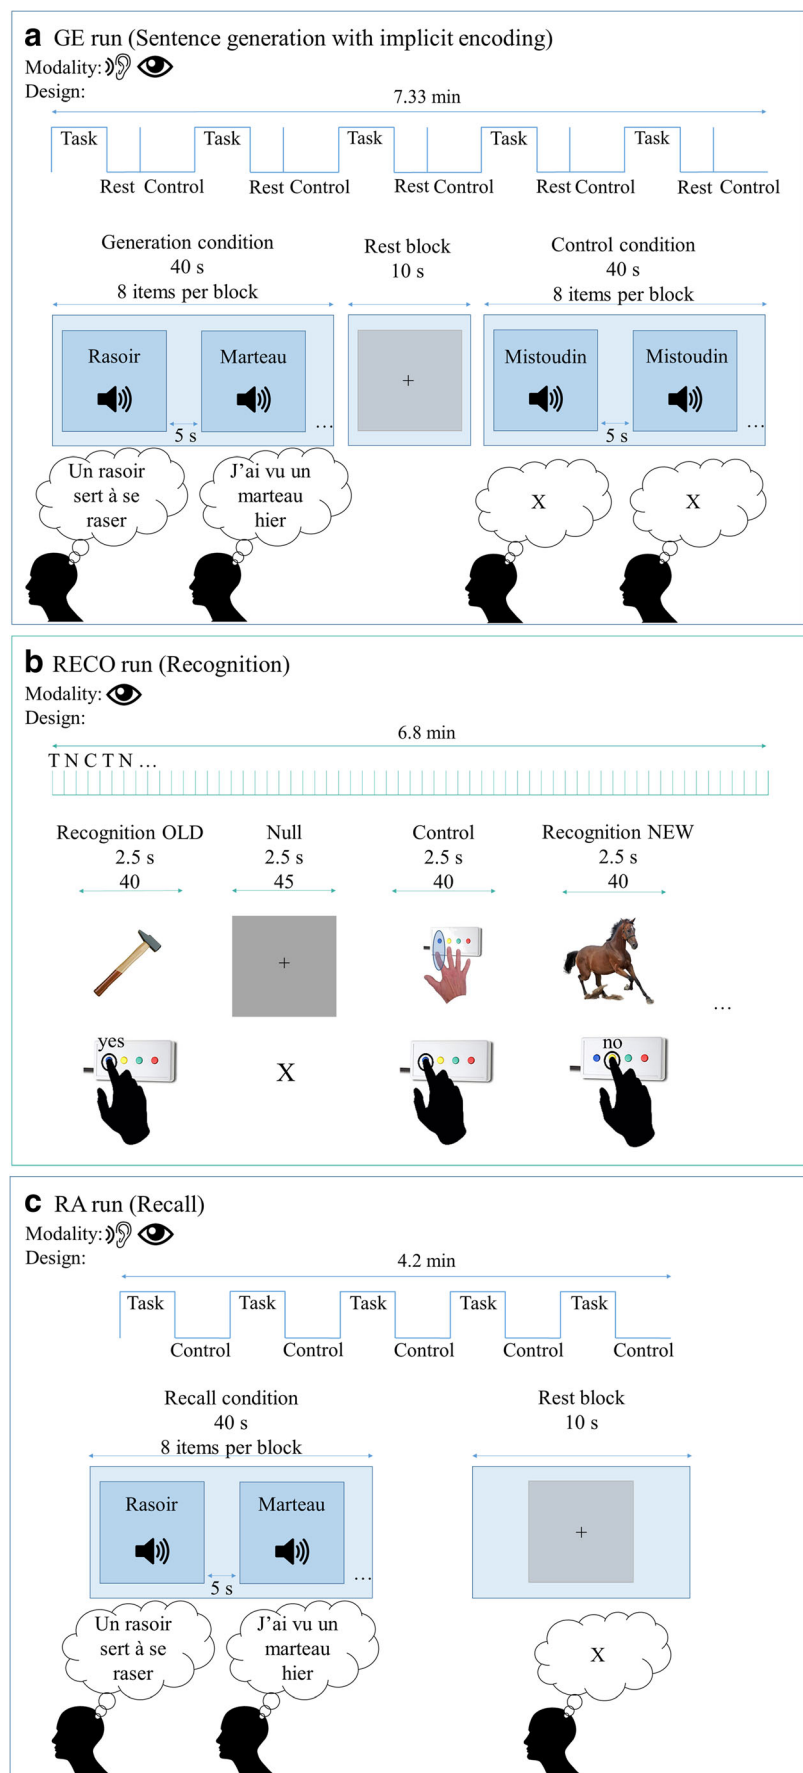 a GE run (Sentence generation with implicit encoding)
Modality:
Design:
7.33 min
Task Task Task Task Task
Rest Control Rest Control Rest Control Rest Control Rest Control
Generation condition
40 s
8 items per block
Rest block
10 s
Control condition
40 s
8 items per block
Rasoir
Marteau
...
5 s
+
Mistoudin
Mistoudin
...
5 s
Un rasoir
sert à se
raser
J'ai vu un
marteau
hier
X
X
b RECO run (Recognition)
Modality:
Design:
6.8 min
T N C T N ...
Recognition OLD
2.5 s
40
Null
2.5 s
45
Control
2.5 s
40
Recognition NEW
2.5 s
40
+
...
yes
X
no
c RA run (Recall)
Modality:
Design:
4.2 min
Task Task Task Task Task
Control Control Control Control Control
Recall condition
40 s
8 items per block
Rest block
10 s
Rasoir
Marteau
...
5 s
+
Un rasoir
sert à se
raser
J'ai vu un
marteau
hier
X